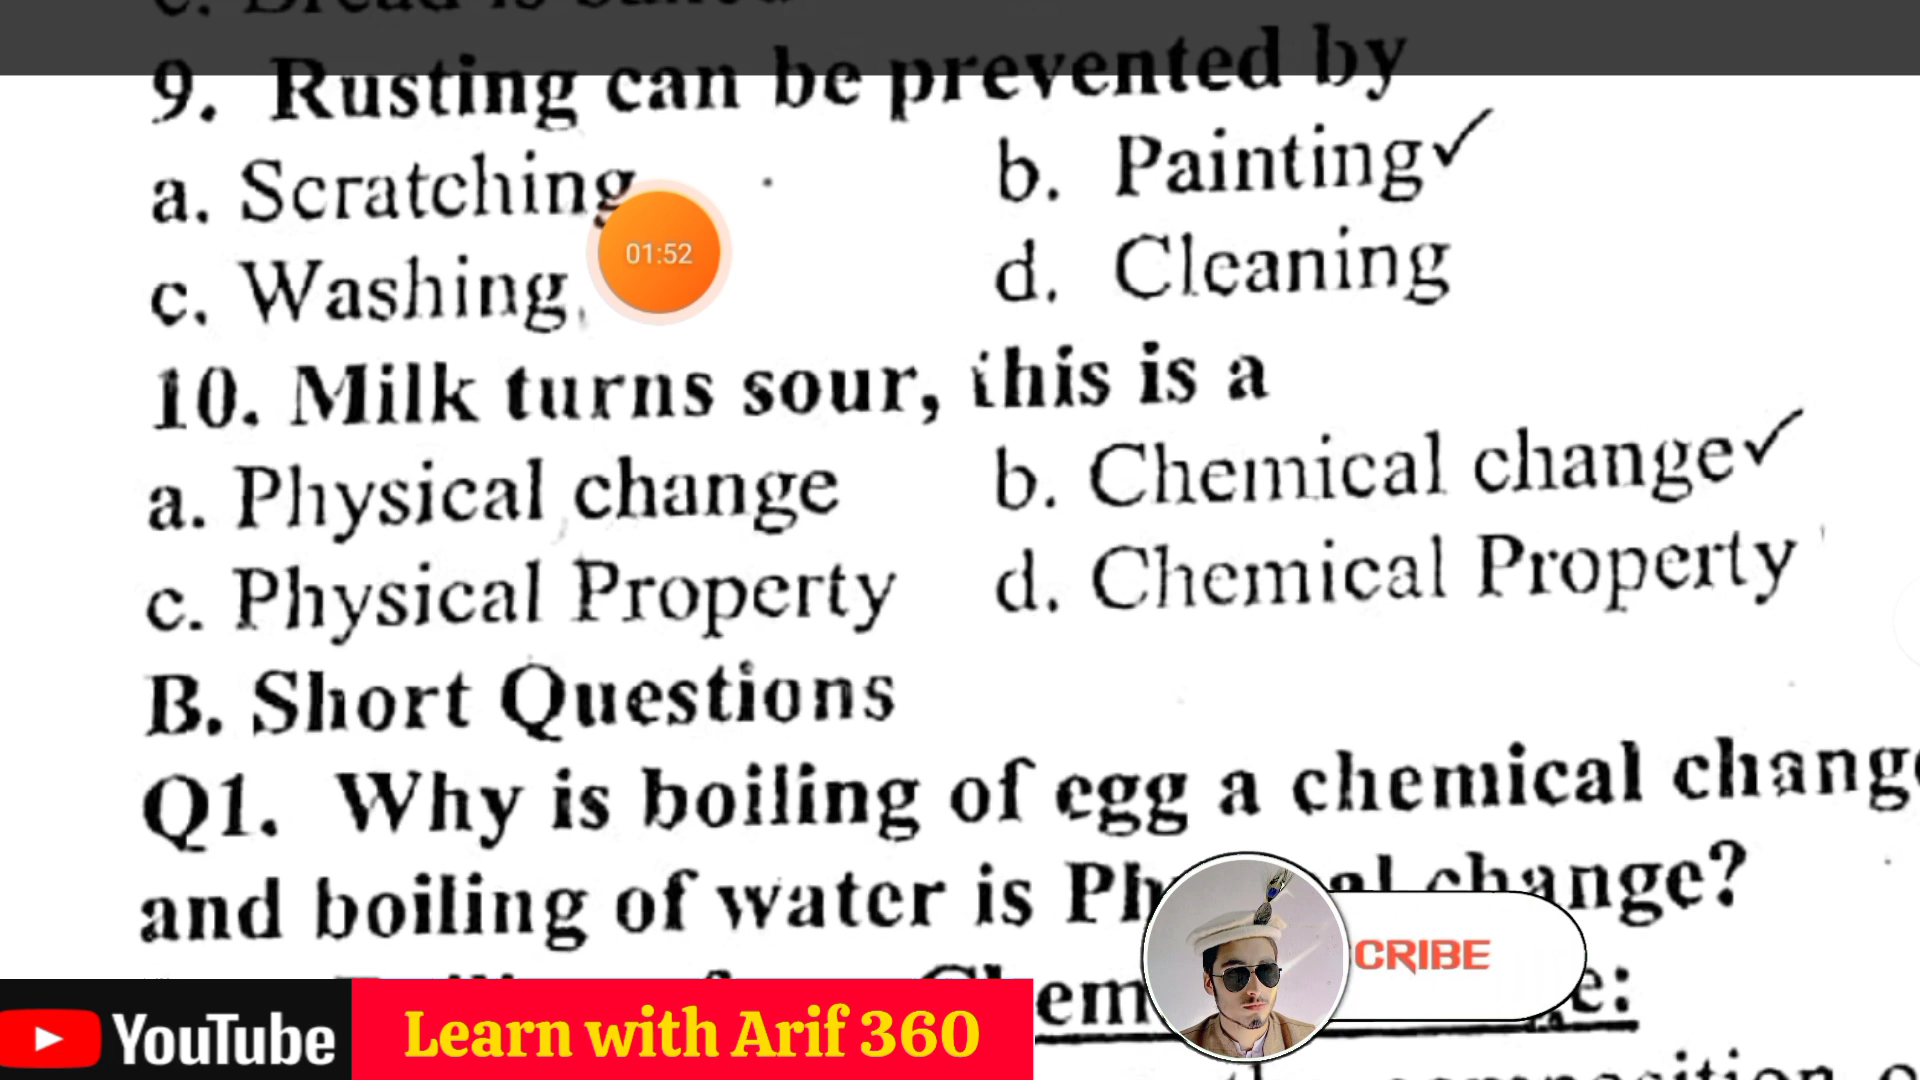 9. Rusting can be prevented by
a. Scratching b. Painting✓
c. Washing d. Cleaning
01:52
10. Milk turns sour, this is a
a. Physical change b. Chemical change✓
c. Physical Property d. Chemical Property
B. Short Questions
Q1. Why is boiling of egg a chemical
and boiling of water is change?
CRIBE
YouTube
Learn with Arif 360